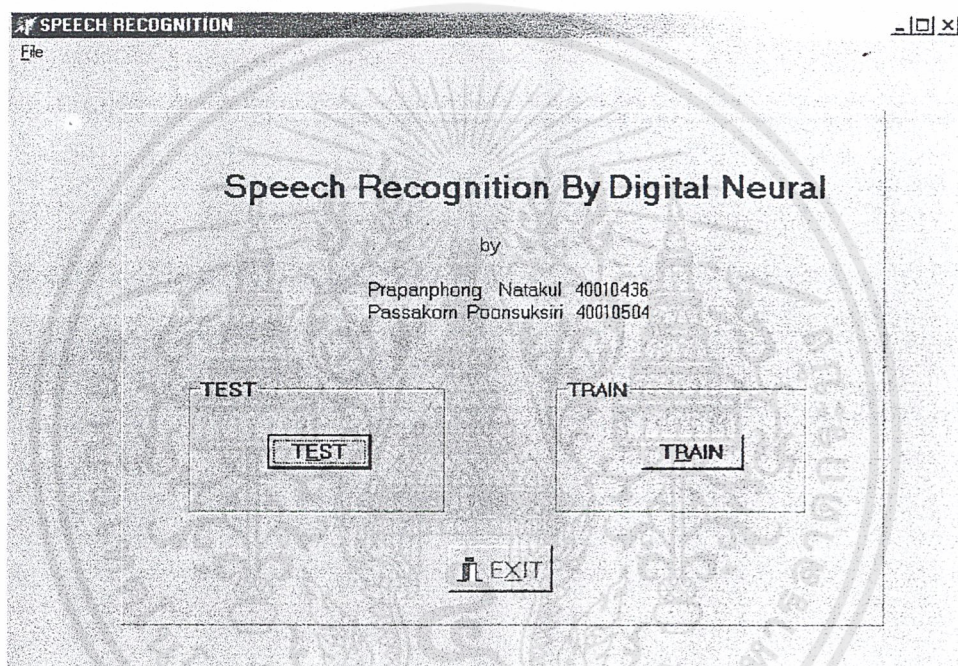 SPEECH RECOGNITION
File
Speech Recognition By Digital Neural
by
Prapanphong Natakul 40010436
Passakorn Poonsuksiri 40010504
TEST
TRAIN
TEST
TRAIN
EXIT